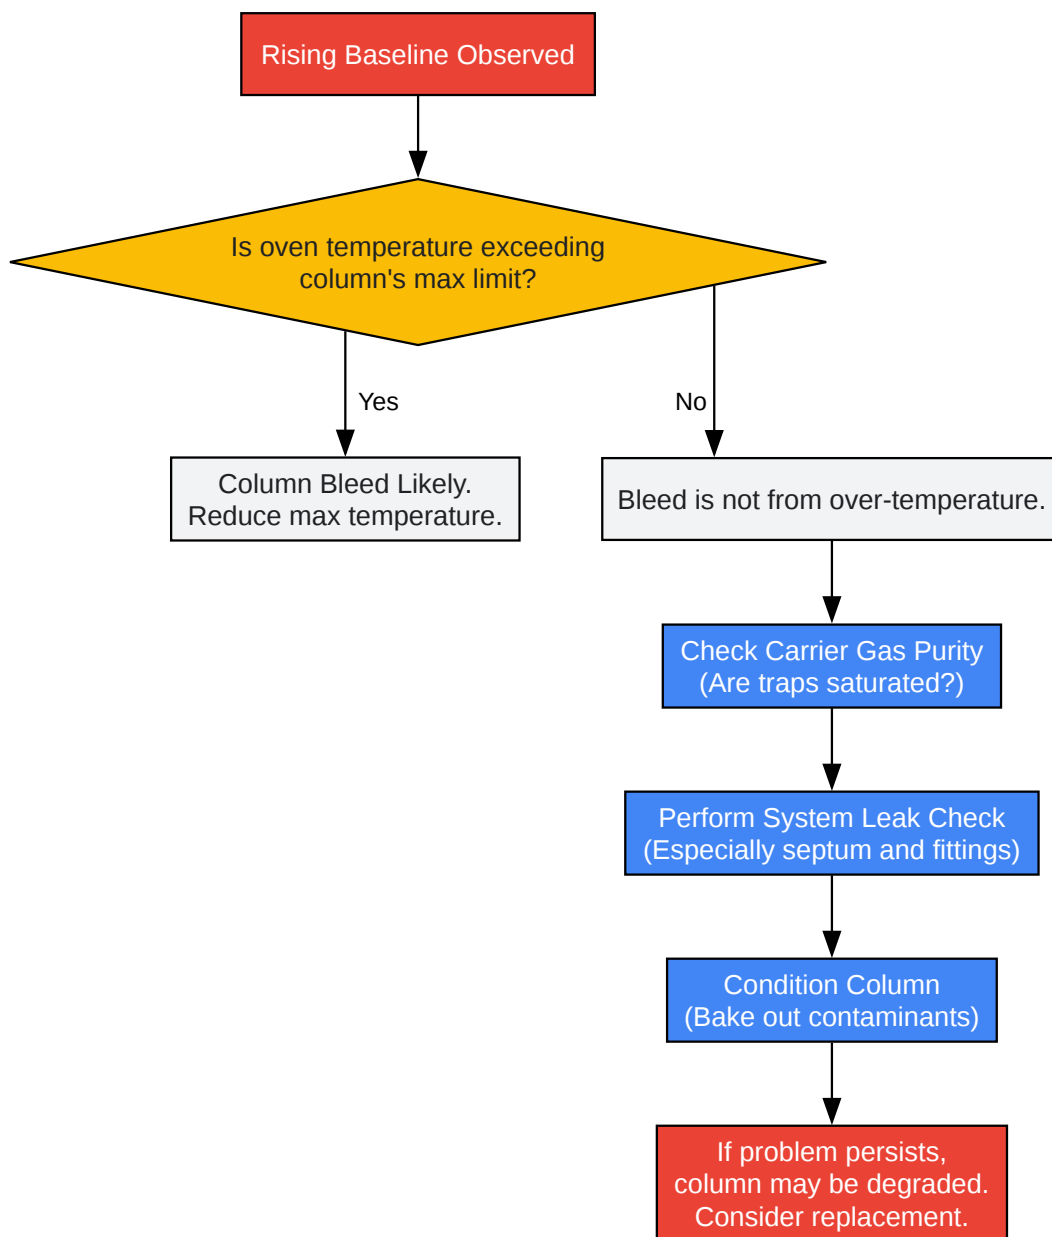 Rising Baseline Observed
Is oven temperature exceeding
column's max limit?
Yes
No
Column Bleed Likely.
Reduce max temperature.
Bleed is not from over-temperature.
Check Carrier Gas Purity
(Are traps saturated?)
Perform System Leak Check
(Especially septum and fittings)
Condition Column
(Bake out contaminants)
If problem persists,
column may be degraded.
Consider replacement.